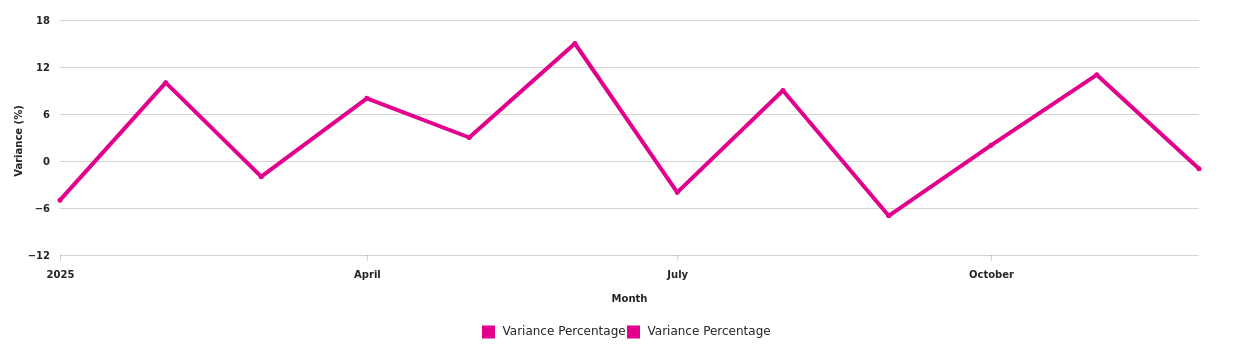 18
12
6
0
−6
−12
Variance (%)
2025 April July October
Month
Variance Percentage Variance Percentage